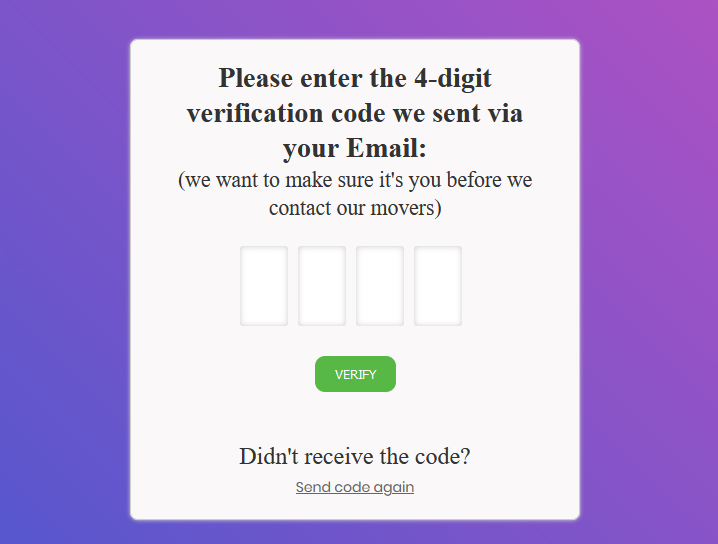 Please enter the 4-digit
verification code we sent via
your Email:
(we want to make sure it's you before we
contact our movers)
VERIFY
Didn't receive the code?
Send code again